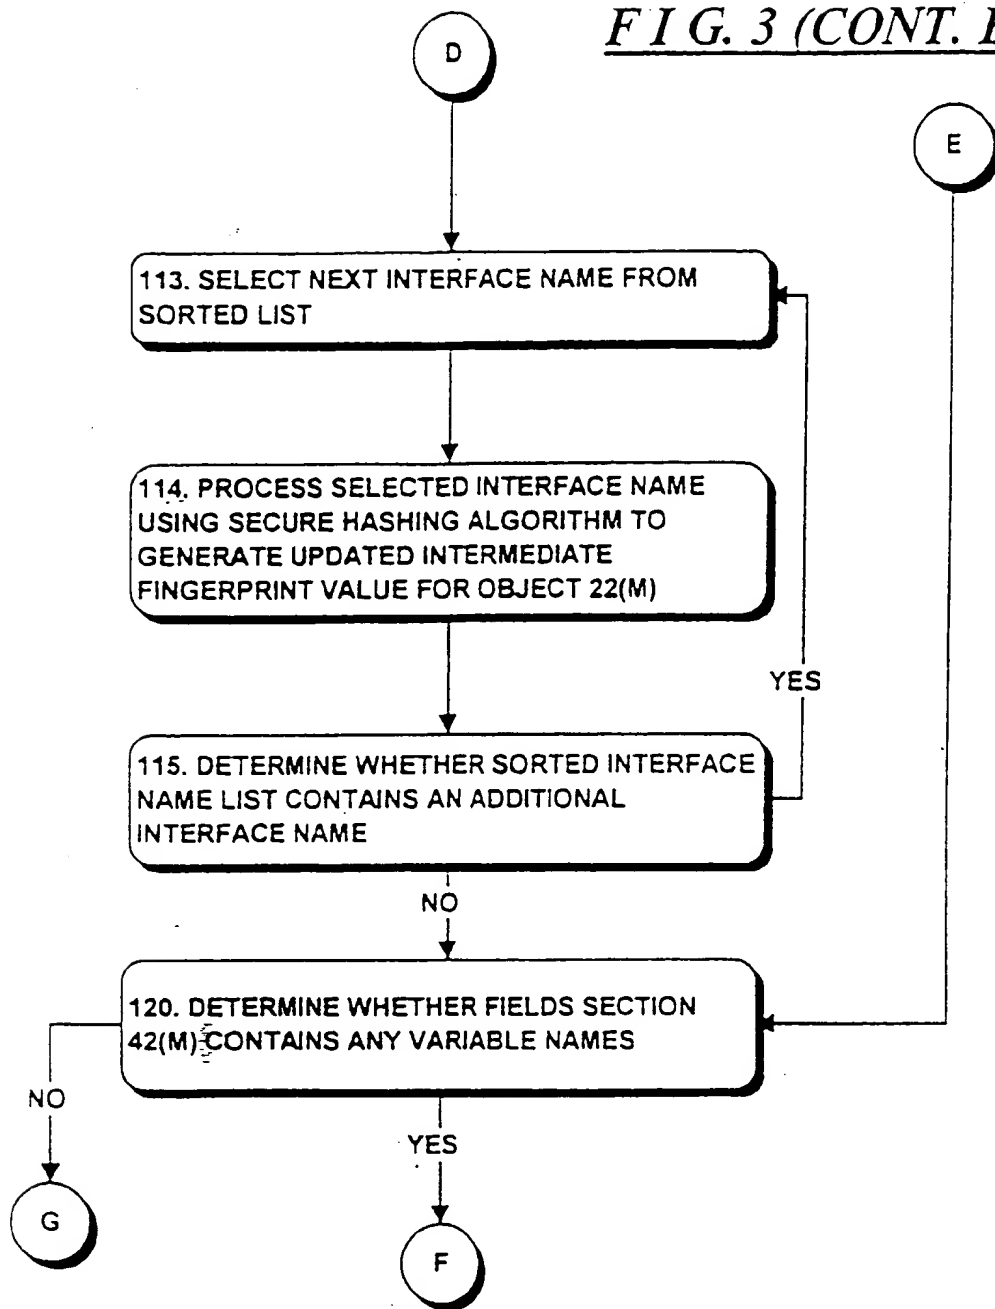 FIG. 3 (CONT.
D
E
113. SELECT NEXT INTERFACE NAME FROM
SORTED LIST
114. PROCESS SELECTED INTERFACE NAME
USING SECURE HASHING ALGORITHM TO
GENERATE UPDATED INTERMEDIATE
FINGERPRINT VALUE FOR OBJECT 22(M)
YES
115. DETERMINE WHETHER SORTED INTERFACE
NAME LIST CONTAINS AN ADDITIONAL
INTERFACE NAME
NO
120. DETERMINE WHETHER FIELDS SECTION
42(M) CONTAINS ANY VARIABLE NAMES
NO
YES
G
F